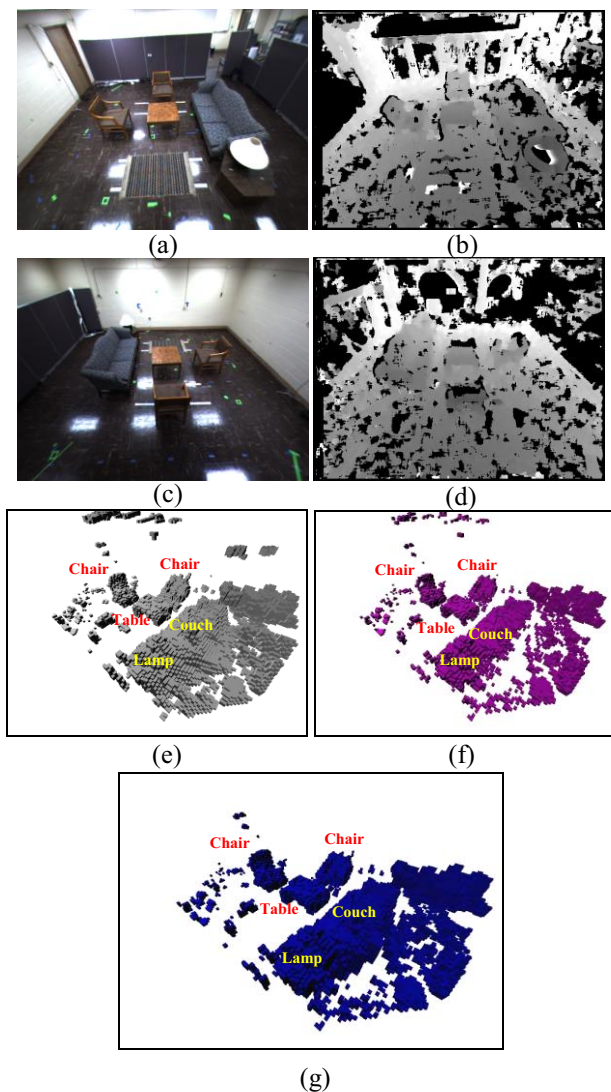 (a)
(b)
(c)
(d)
Chair
Chair
Table
Couch
Lamp
Chair
Chair
Table
Couch
Lamp
(e)
(f)
Chair
Chair
Table
Couch
Lamp
(g)